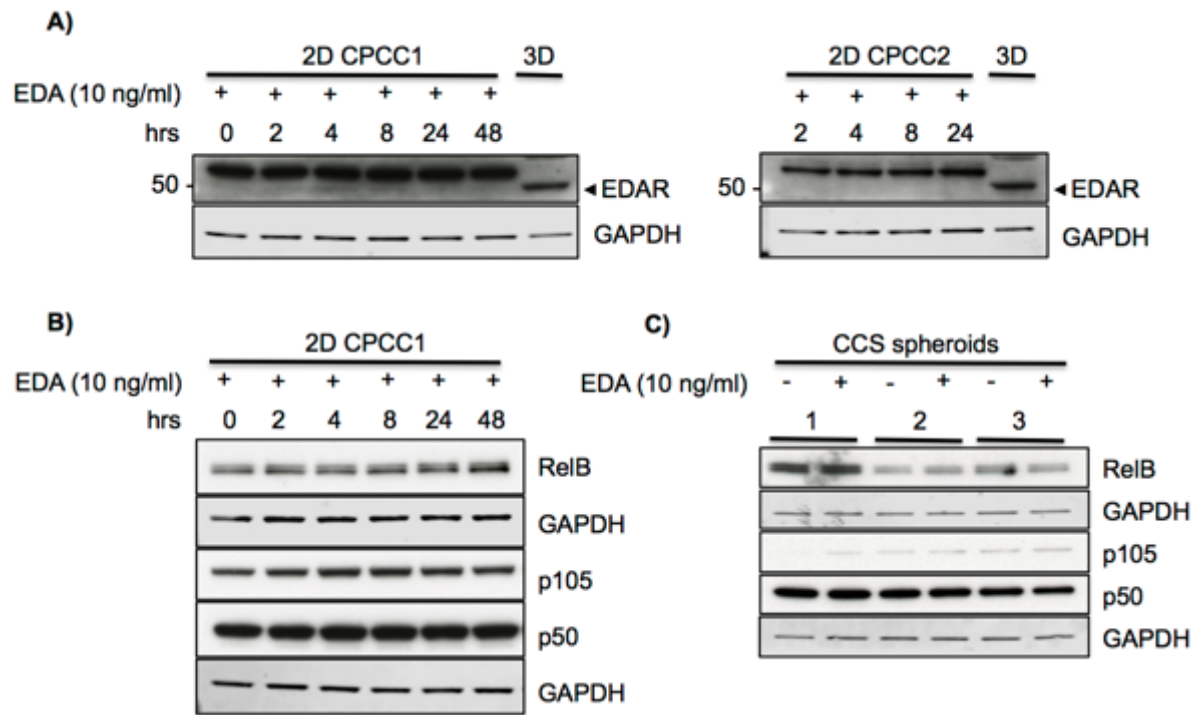 A)
2D CPCC1 3D
EDA (10 ng/ml) + + + + + +
hrs 0 2 4 8 24 48
50 - ◄ EDAR
GAPDH
2D CPCC2 3D
+ + + +
2 4 8 24
50 - ◄ EDAR
GAPDH
B)
2D CPCC1
EDA (10 ng/ml) + + + + + +
hrs 0 2 4 8 24 48
RelB
GAPDH
p105
p50
GAPDH
C)
CCS spheroids
EDA (10 ng/ml) - + - + - +
1 2 3
RelB
GAPDH
p105
p50
GAPDH